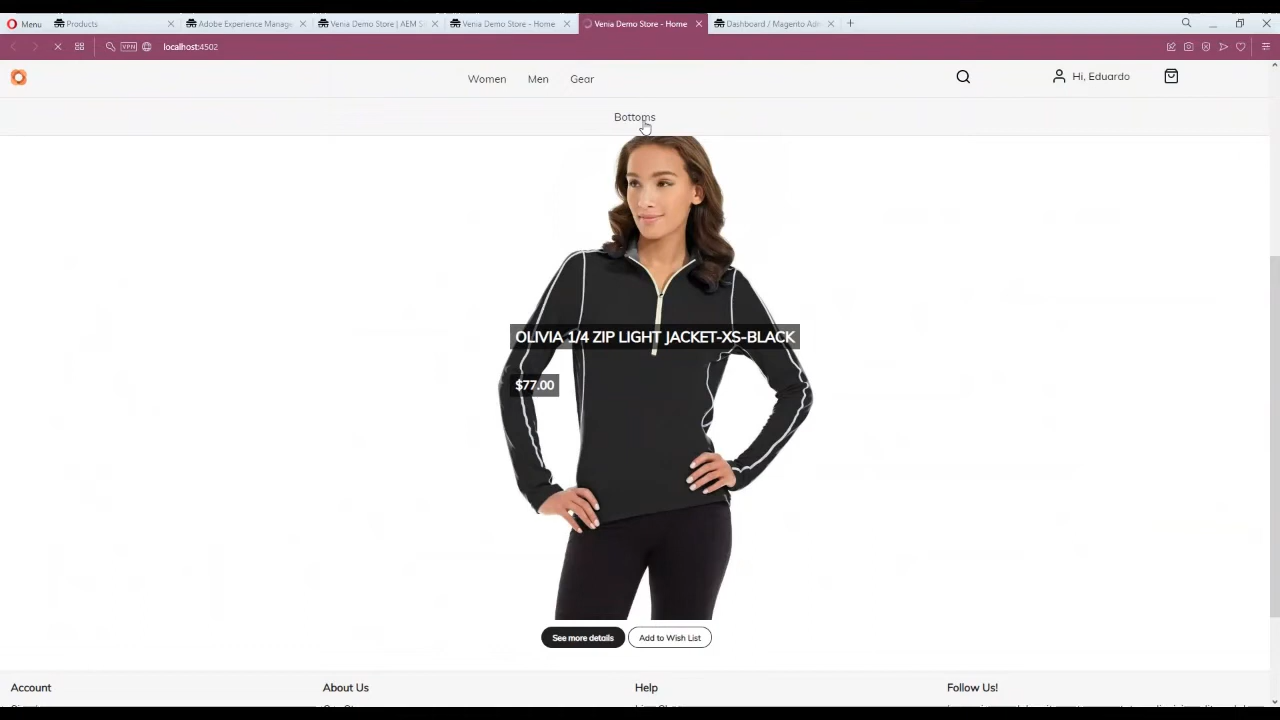 Menu
Products
Adobe Experience Manag
Venia Demo Store | AEM S
Venia Demo Store - Home
Venia Demo Store - Home
Dashboard / Magento Adm
VPN
localhost:4502
Women
Men
Gear
Hi, Eduardo
Bottoms
OLIVIA 1/4 ZIP LIGHT JACKET-XS-BLACK
$77.00
See more details
Add to Wish List
Account
About Us
Help
Follow Us!